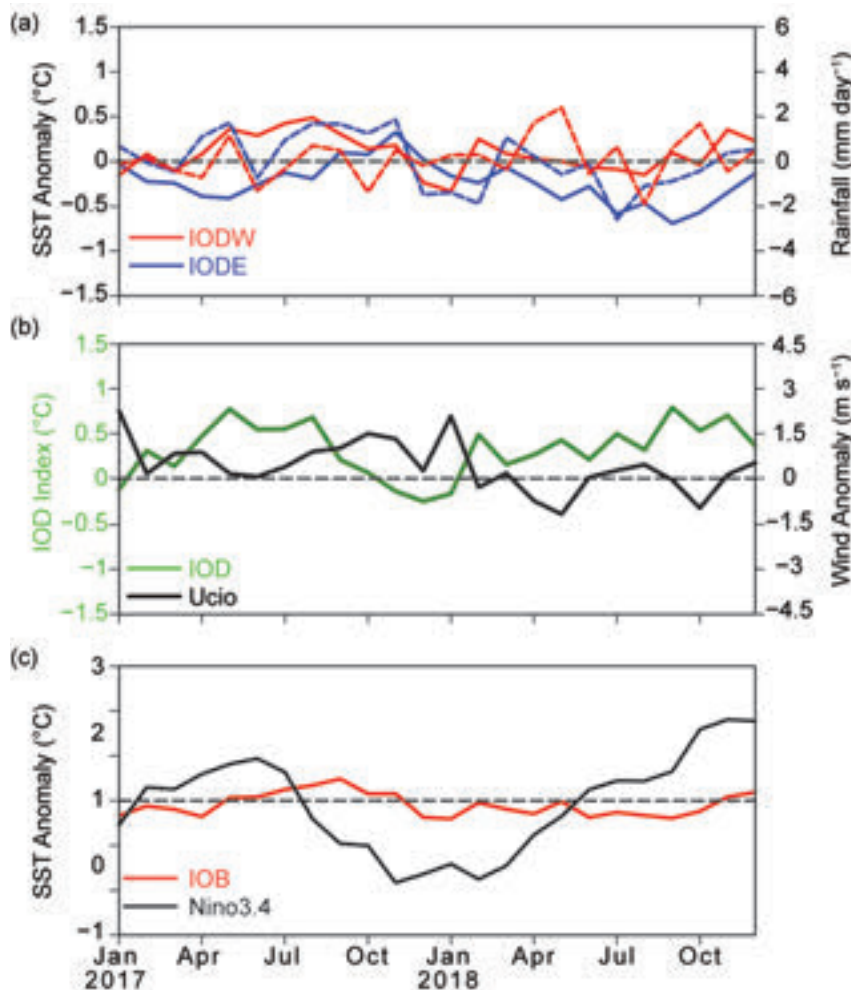 (a)
SST Anomaly (°C)
1.5
1
0.5
0
−0.5
−1
−1.5
IODW
IODE
6
4
2
0
−2
−4
−6
Rainfall (mm day⁻¹)
(b)
IOD Index (°C)
1.5
1
0.5
0
−0.5
−1
−1.5
IOD
Ucio
4.5
3
1.5
0
−1.5
−3
−4.5
Wind Anomaly (m s⁻¹)
(c)
SST Anomaly (°C)
3
2
1
0
−1
IOB
Nino3.4
Jan Apr Jul Oct Jan Apr Jul Oct
2017 2018